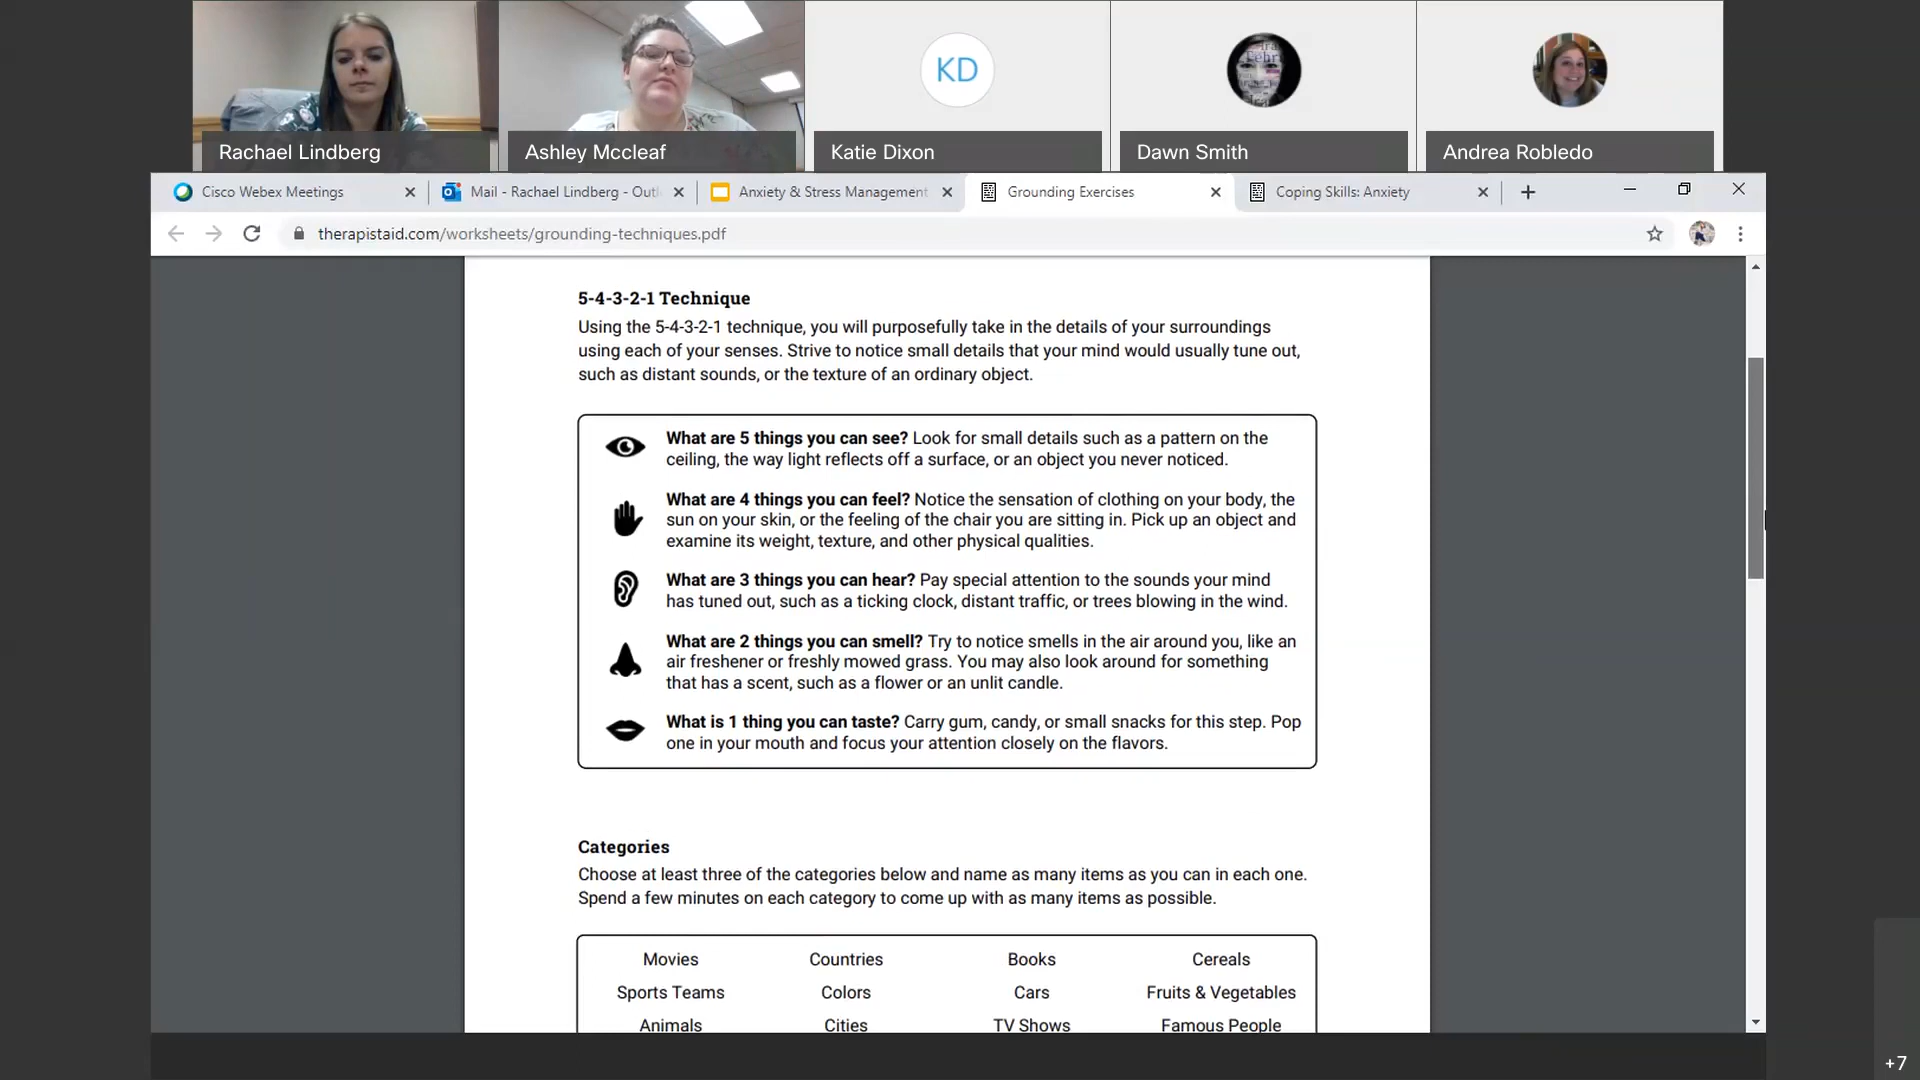 KD
Rachael Lindberg
Ashley Mccleaf
Katie Dixon
Dawn Smith
Andrea Robledo
Cisco Webex Meetings
Mail - Rachael Lindberg - Outl
Anxiety & Stress Management
Grounding Exercises
Coping Skills: Anxiety
therapistaid.com/worksheets/grounding-techniques.pdf
5-4-3-2-1 Technique
Using the 5-4-3-2-1 technique, you will purposefully take in the details of your surroundings
using each of your senses. Strive to notice small details that your mind would usually tune out,
such as distant sounds, or the texture of an ordinary object.
What are 5 things you can see? Look for small details such as a pattern on the
ceiling, the way light reflects off a surface, or an object you never noticed.
What are 4 things you can feel? Notice the sensation of clothing on your body, the
sun on your skin, or the feeling of the chair you are sitting in. Pick up an object and
examine its weight, texture, and other physical qualities.
What are 3 things you can hear? Pay special attention to the sounds your mind
has tuned out, such as a ticking clock, distant traffic, or trees blowing in the wind.
What are 2 things you can smell? Try to notice smells in the air around you, like an
air freshener or freshly mowed grass. You may also look around for something
that has a scent, such as a flower or an unlit candle.
What is 1 thing you can taste? Carry gum, candy, or small snacks for this step. Pop
one in your mouth and focus your attention closely on the flavors.
Categories
Choose at least three of the categories below and name as many items as you can in each one.
Spend a few minutes on each category to come up with as many items as possible.
Movies Countries Books Cereals
Sports Teams Colors Cars Fruits & Vegetables
Animals Cities TV Shows Famous People
+7